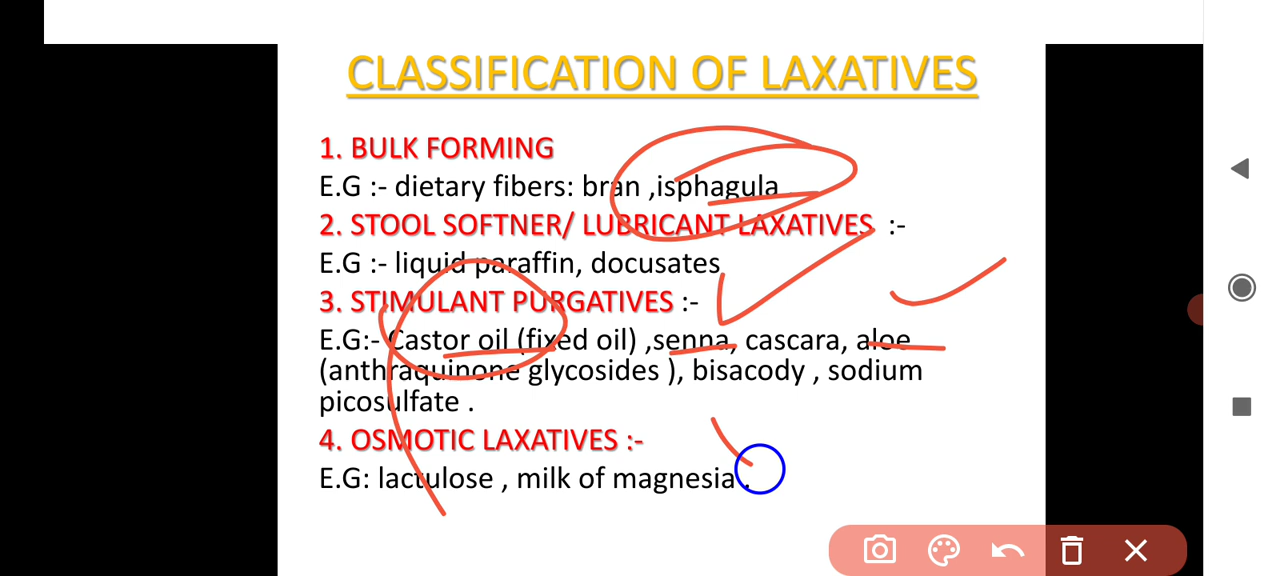 CLASSIFICATION OF LAXATIVES
1. BULK FORMING
E.G :- dietary fibers: bran ,isphagula
2. STOOL SOFTNER/ LUBRICANT LAXATIVES :-
E.G :- liquid paraffin, docusates
3. STIMULANT PURGATIVES :-
E.G:- Castor oil (fixed oil) ,senna, cascara, aloe
(anthraquinone glycosides ), bisacody , sodium
picosulfate .
4. OSMOTIC LAXATIVES :-
E.G: lactulose , milk of magnesia .